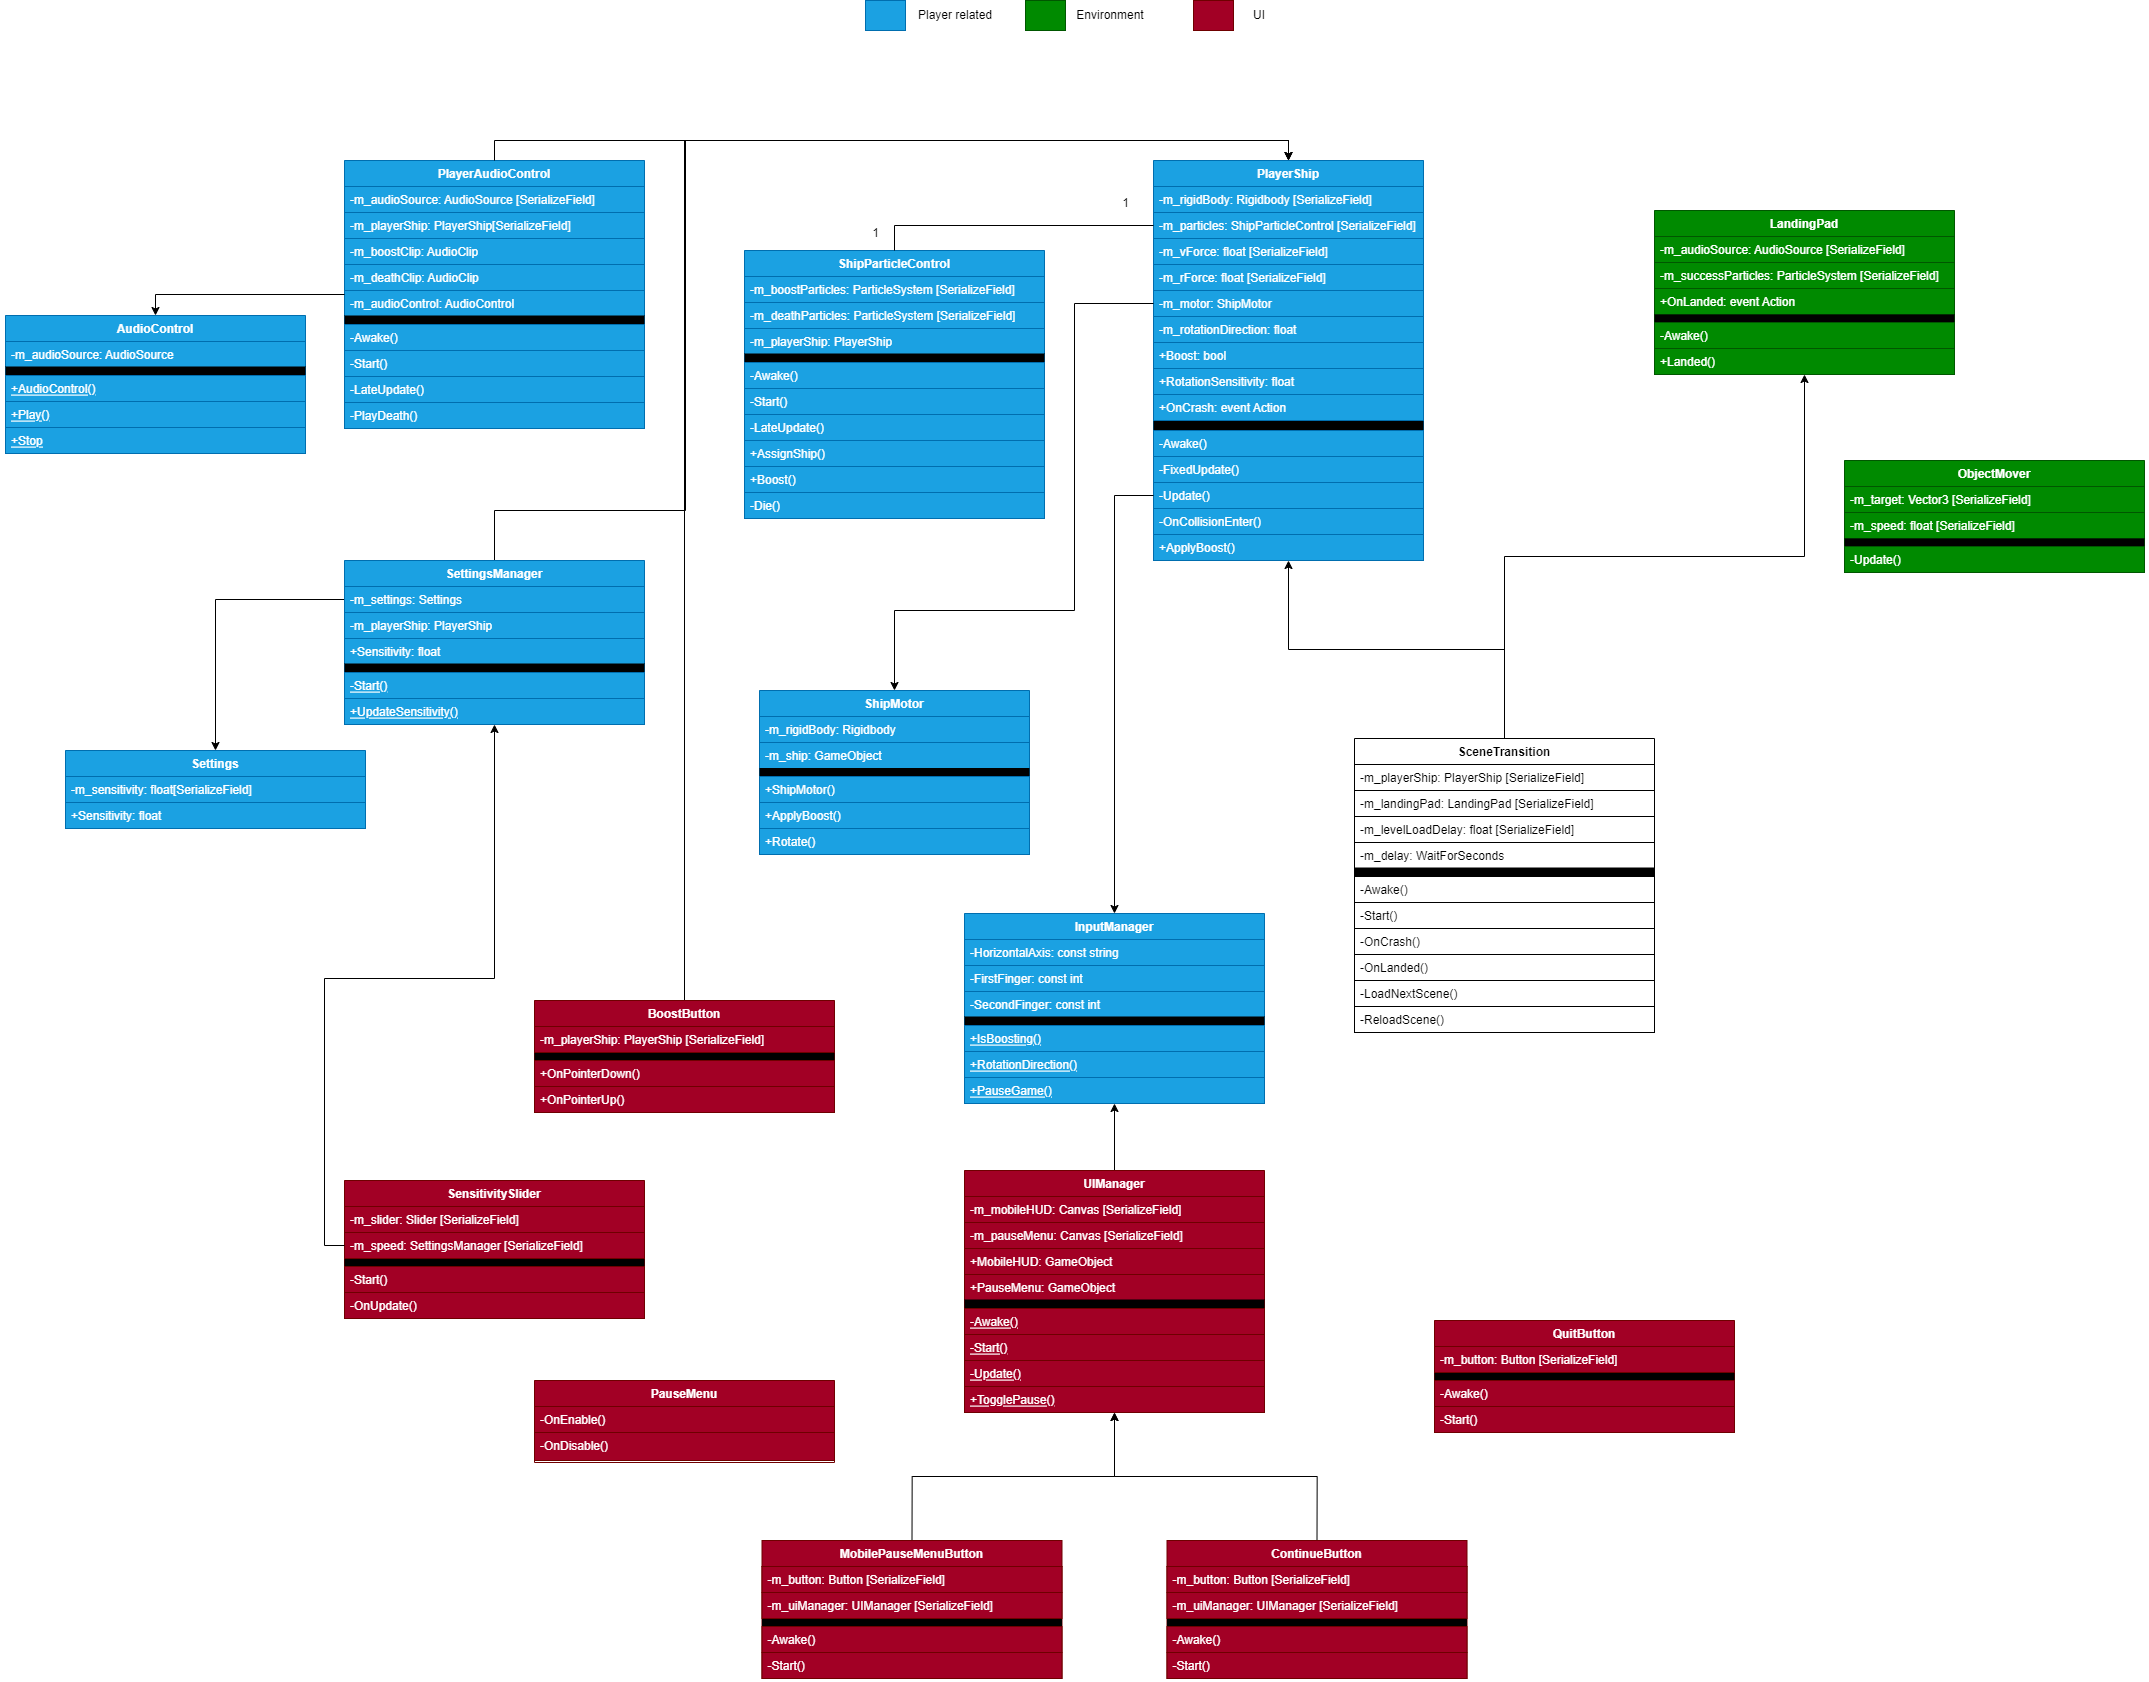 Player related
Environment
UI
PlayerAudioControl
-m_audioSource: AudioSource [SerializeField]
-m_playerShip: PlayerShip[SerializeField]
-m_boostClip: AudioClip
-m_deathClip: AudioClip
-m_audioControl: AudioControl
-Awake()
-Start()
-LateUpdate()
-PlayDeath()
AudioControl
-m_audioSource: AudioSource
+AudioControl()
+Play()
+Stop
1
1
ShipParticleControl
-m_boostParticles: ParticleSystem [SerializeField]
-m_deathParticles: ParticleSystem [SerializeField]
-m_playerShip: PlayerShip
-Awake()
-Start()
-LateUpdate()
+AssignShip()
+Boost()
-Die()
PlayerShip
-m_rigidBody: Rigidbody [SerializeField]
-m_particles: ShipParticleControl [SerializeField]
-m_vForce: float [SerializeField]
-m_rForce: float [SerializeField]
-m_motor: ShipMotor
-m_rotationDirection: float
+Boost: bool
+RotationSensitivity: float
+OnCrash: event Action
-Awake()
-FixedUpdate()
-Update()
-OnCollisionEnter()
+ApplyBoost()
LandingPad
-m_audioSource: AudioSource [SerializeField]
-m_successParticles: ParticleSystem [SerializeField]
+OnLanded: event Action
-Awake()
+Landed()
ObjectMover
-m_target: Vector3 [SerializeField]
-m_speed: float [SerializeField]
-Update()
SettingsManager
-m_settings: Settings
-m_playerShip: PlayerShip
+Sensitivity: float
-Start()
+UpdateSensitivity()
Settings
-m_sensitivity: float[SerializeField]
+Sensitivity: float
ShipMotor
-m_rigidBody: Rigidbody
-m_ship: GameObject
+ShipMotor()
+ApplyBoost()
+Rotate()
SceneTransition
-m_playerShip: PlayerShip [SerializeField]
-m_landingPad: LandingPad [SerializeField]
-m_levelLoadDelay: float [SerializeField]
-m_delay: WaitForSeconds
-Awake()
-Start()
-OnCrash()
-OnLanded()
-LoadNextScene()
-ReloadScene()
InputManager
-HorizontalAxis: const string
-FirstFinger: const int
-SecondFinger: const int
+IsBoosting()
+RotationDirection()
+PauseGame()
BoostButton
-m_playerShip: PlayerShip [SerializeField]
+OnPointerDown()
+OnPointerUp()
SensitivitySlider
-m_slider: Slider [SerializeField]
-m_speed: SettingsManager [SerializeField]
-Start()
-OnUpdate()
UIManager
-m_mobileHUD: Canvas [SerializeField]
-m_pauseMenu: Canvas [SerializeField]
+MobileHUD: GameObject
+PauseMenu: GameObject
-Awake()
-Start()
-Update()
+TogglePause()
QuitButton
-m_button: Button [SerializeField]
-Awake()
-Start()
PauseMenu
-OnEnable()
-OnDisable()
MobilePauseMenuButton
-m_button: Button [SerializeField]
-m_uiManager: UIManager [SerializeField]
-Awake()
-Start()
ContinueButton
-m_button: Button [SerializeField]
-m_uiManager: UIManager [SerializeField]
-Awake()
-Start()